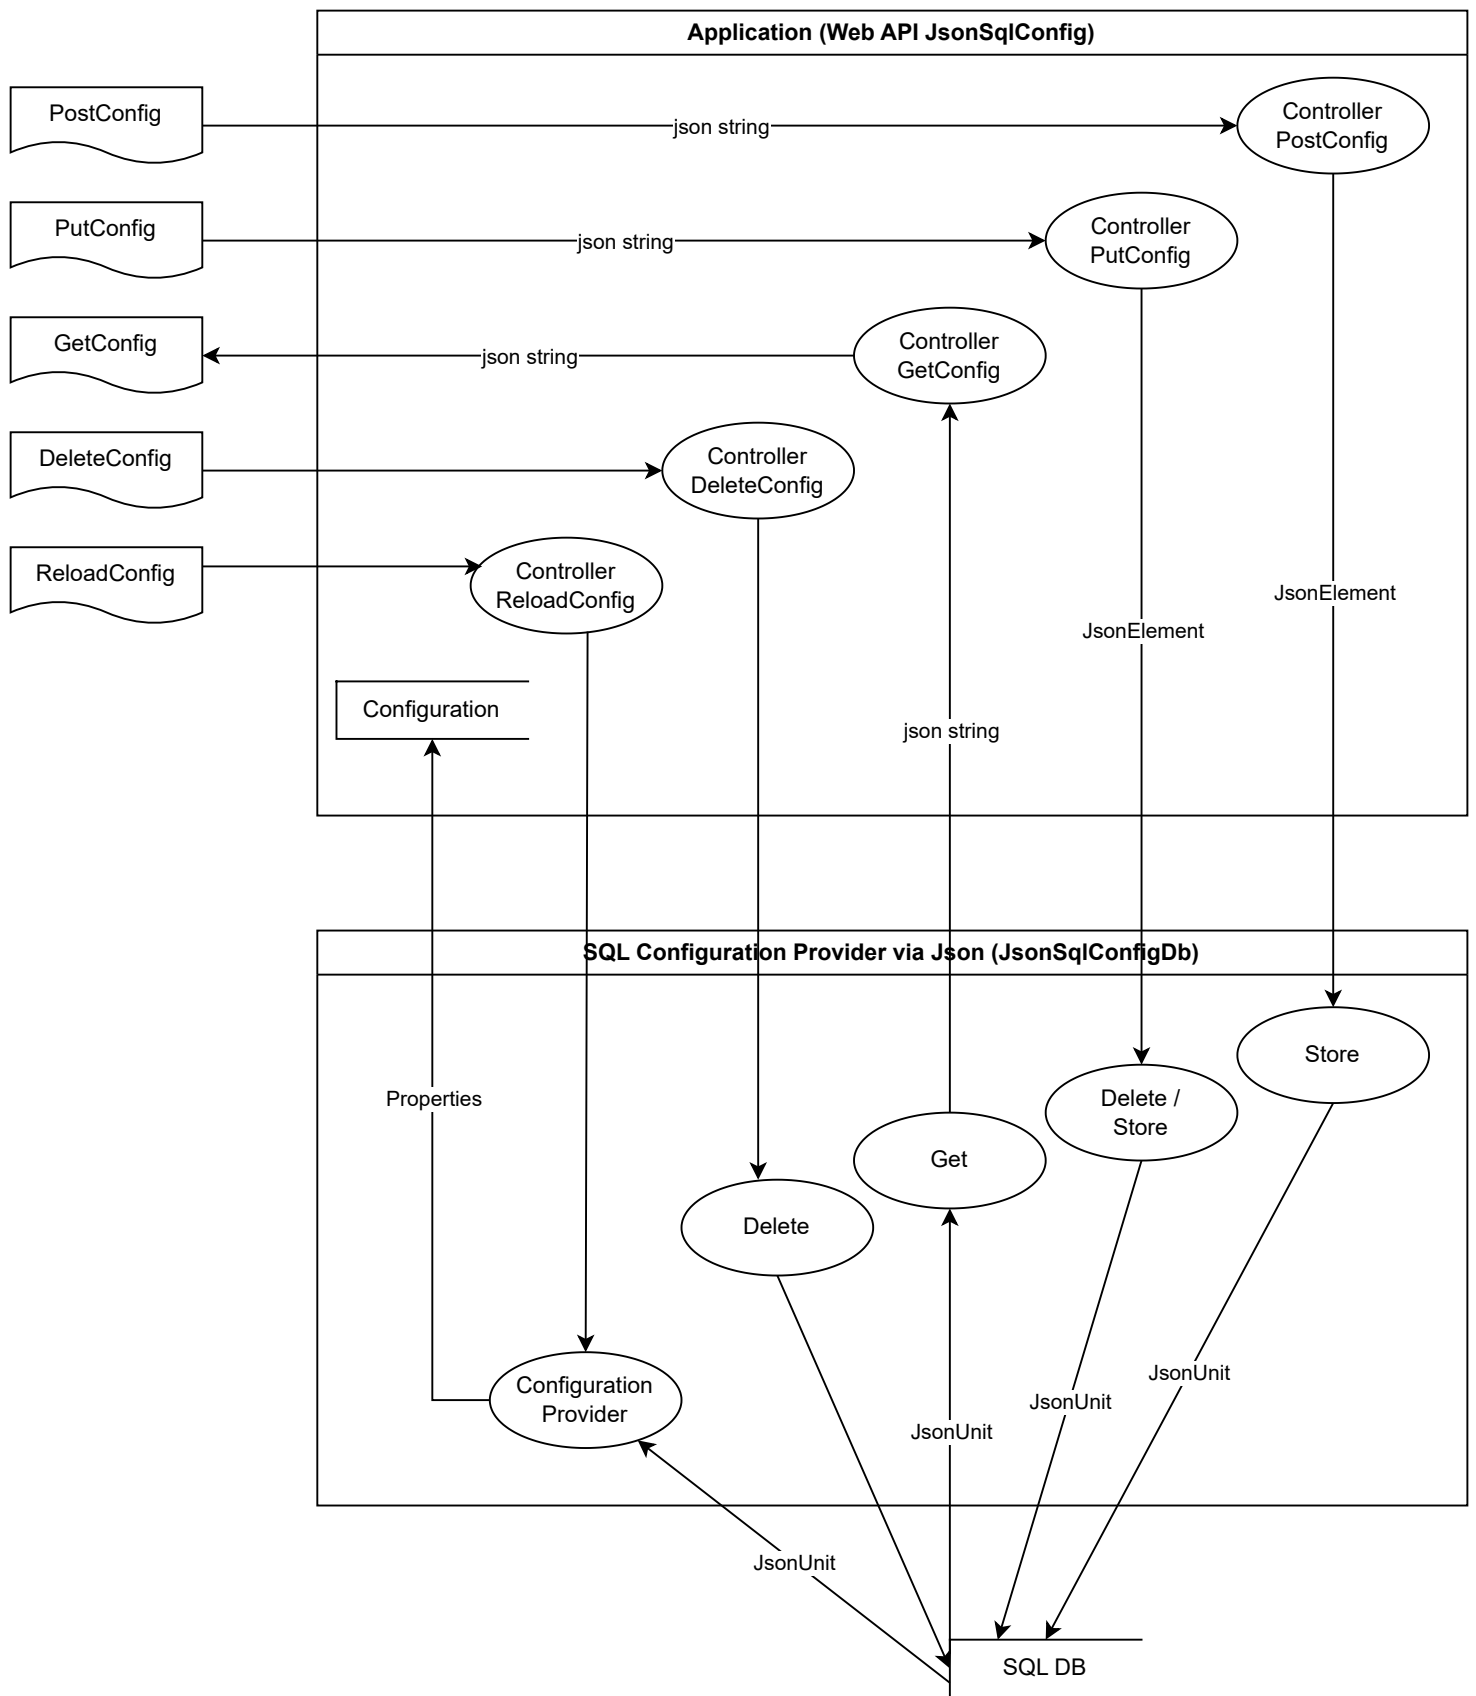 Application (Web API JsonSqlConfig)
PostConfig
json string
Controller
PostConfig
PutConfig
json string
Controller
PutConfig
GetConfig
json string
Controller
GetConfig
DeleteConfig
Controller
DeleteConfig
ReloadConfig
Controller
ReloadConfig
JsonElement
JsonElement
Configuration
json string
SQL Configuration Provider via Json (JsonSqlConfigDb)
Store
Properties
Delete /
Store
Get
Delete
Configuration
Provider
JsonUnit
JsonUnit
JsonUnit
JsonUnit
SQL DB